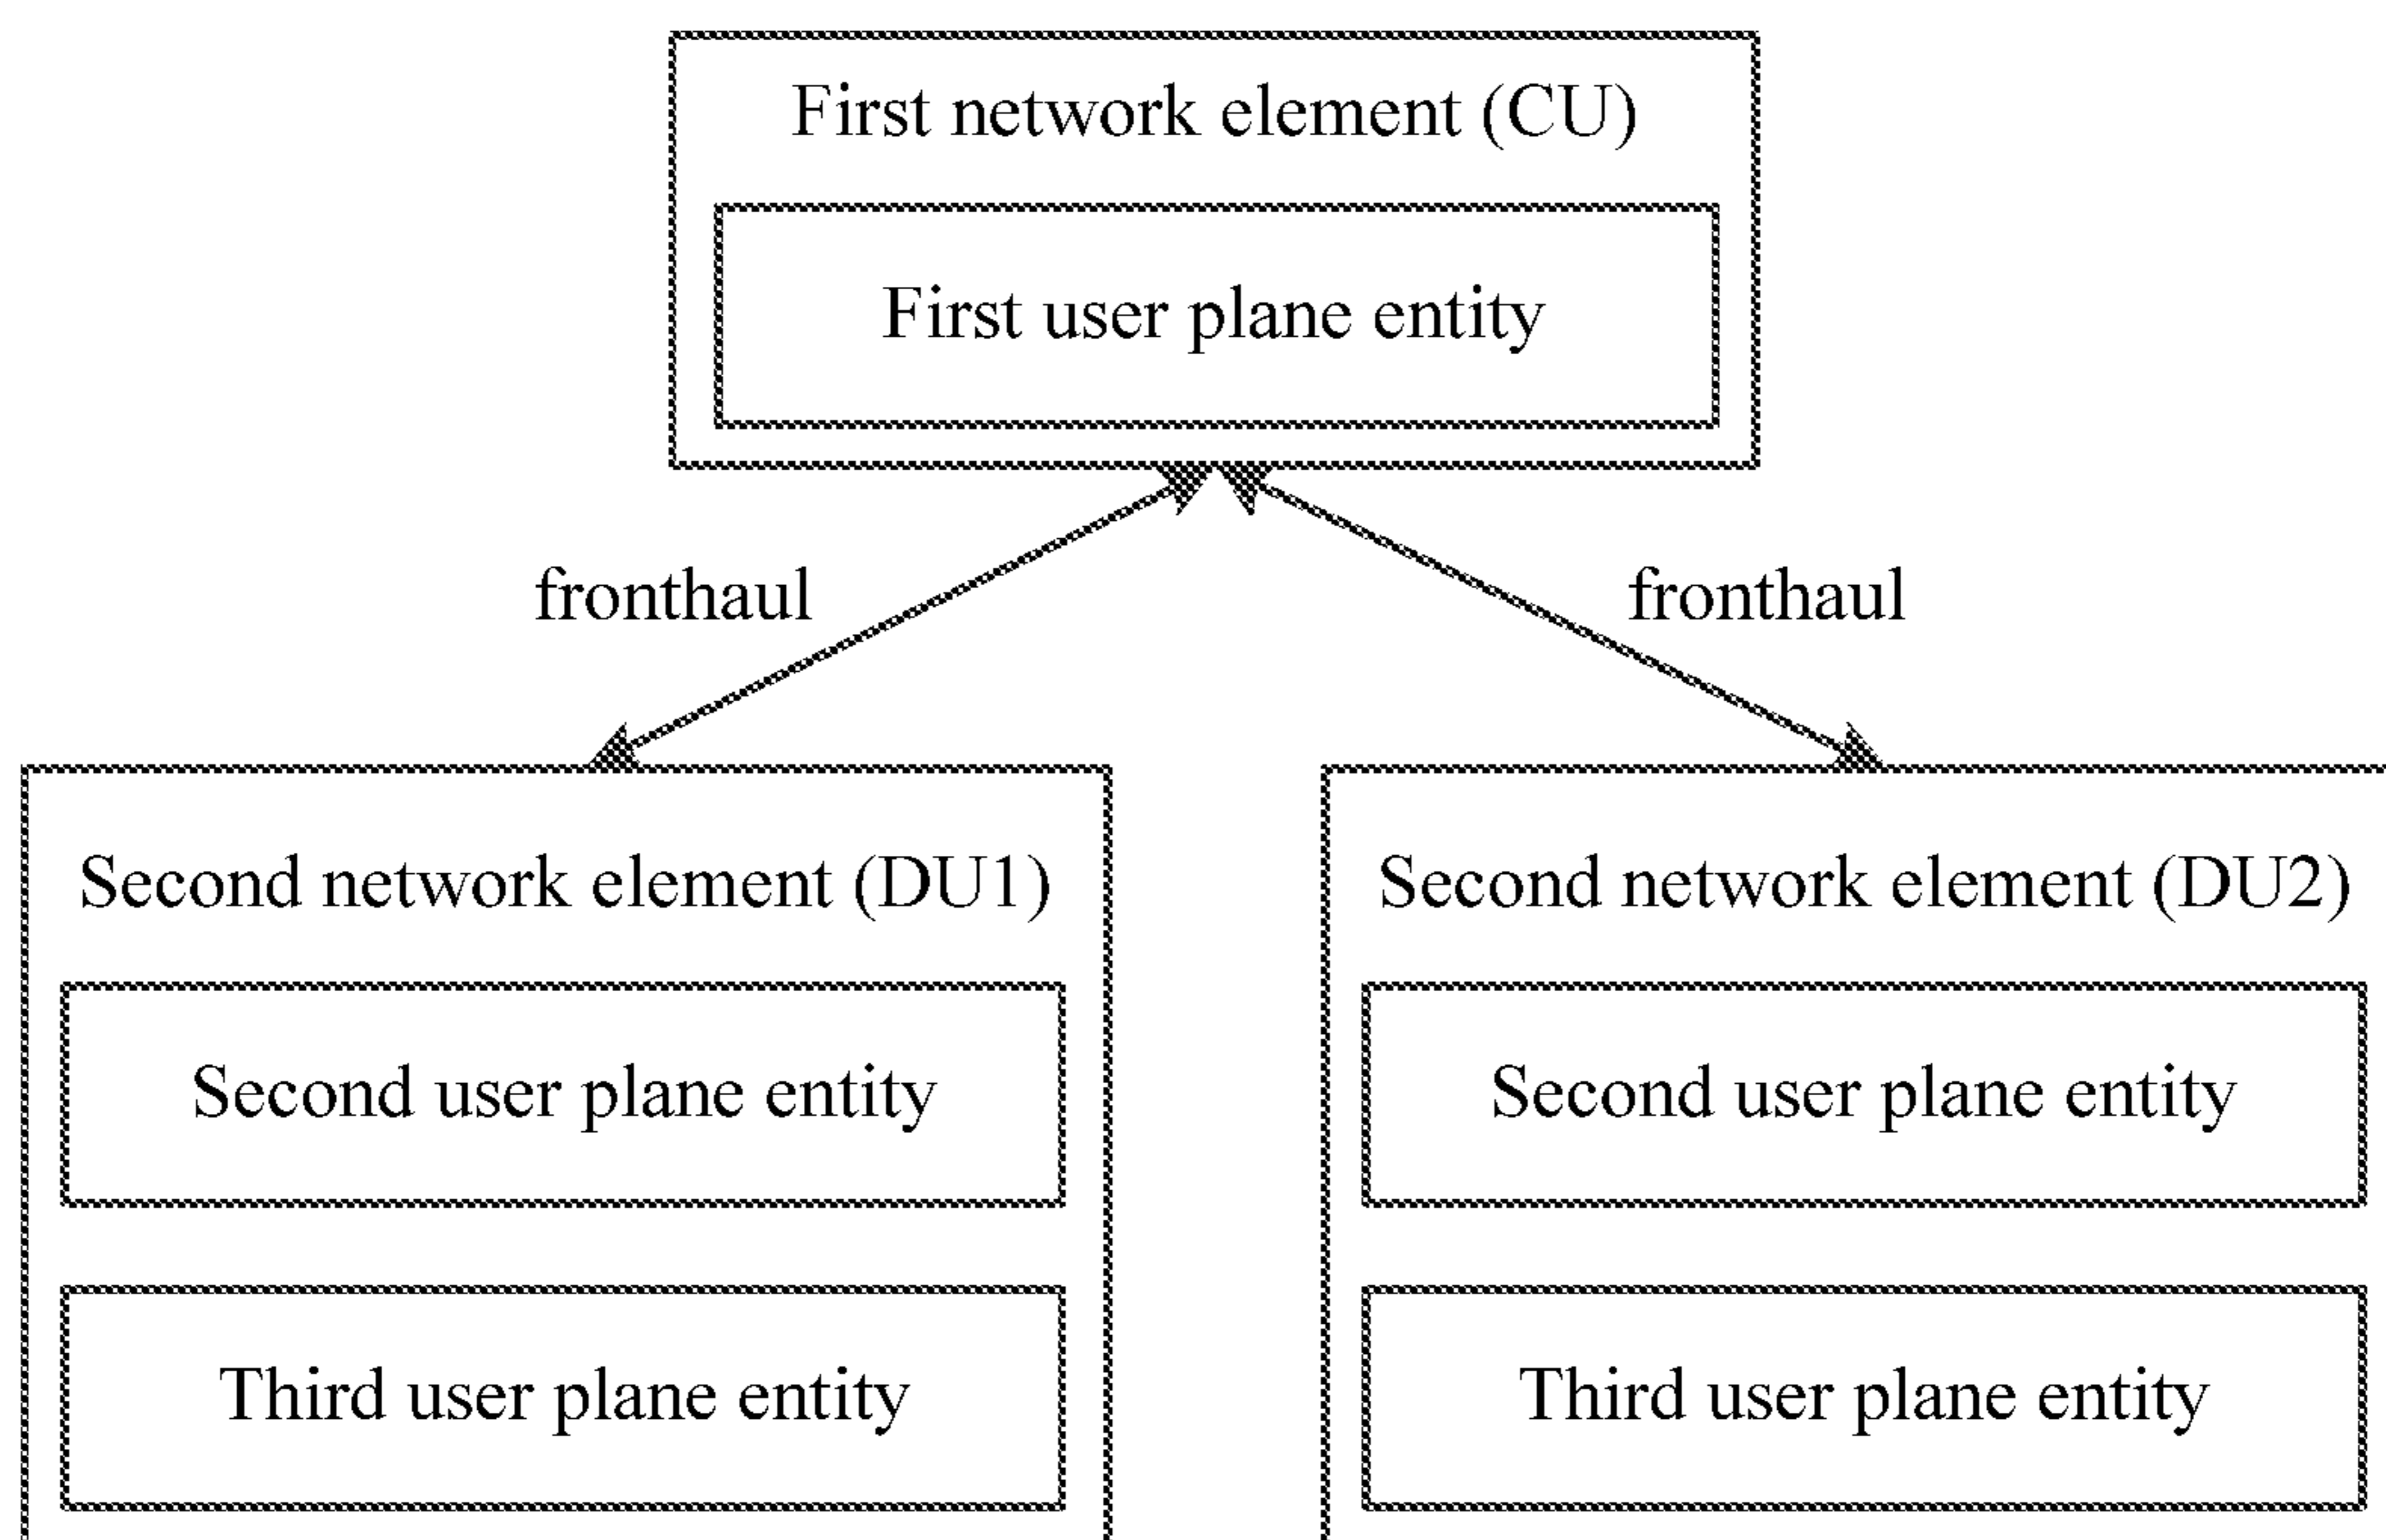 First network element (CU)
First user plane entity
fronthaul
fronthaul
Second network element (DU1)
Second user plane entity
Third user plane entity
Second network element (DU2)
Second user plane entity
Third user plane entity